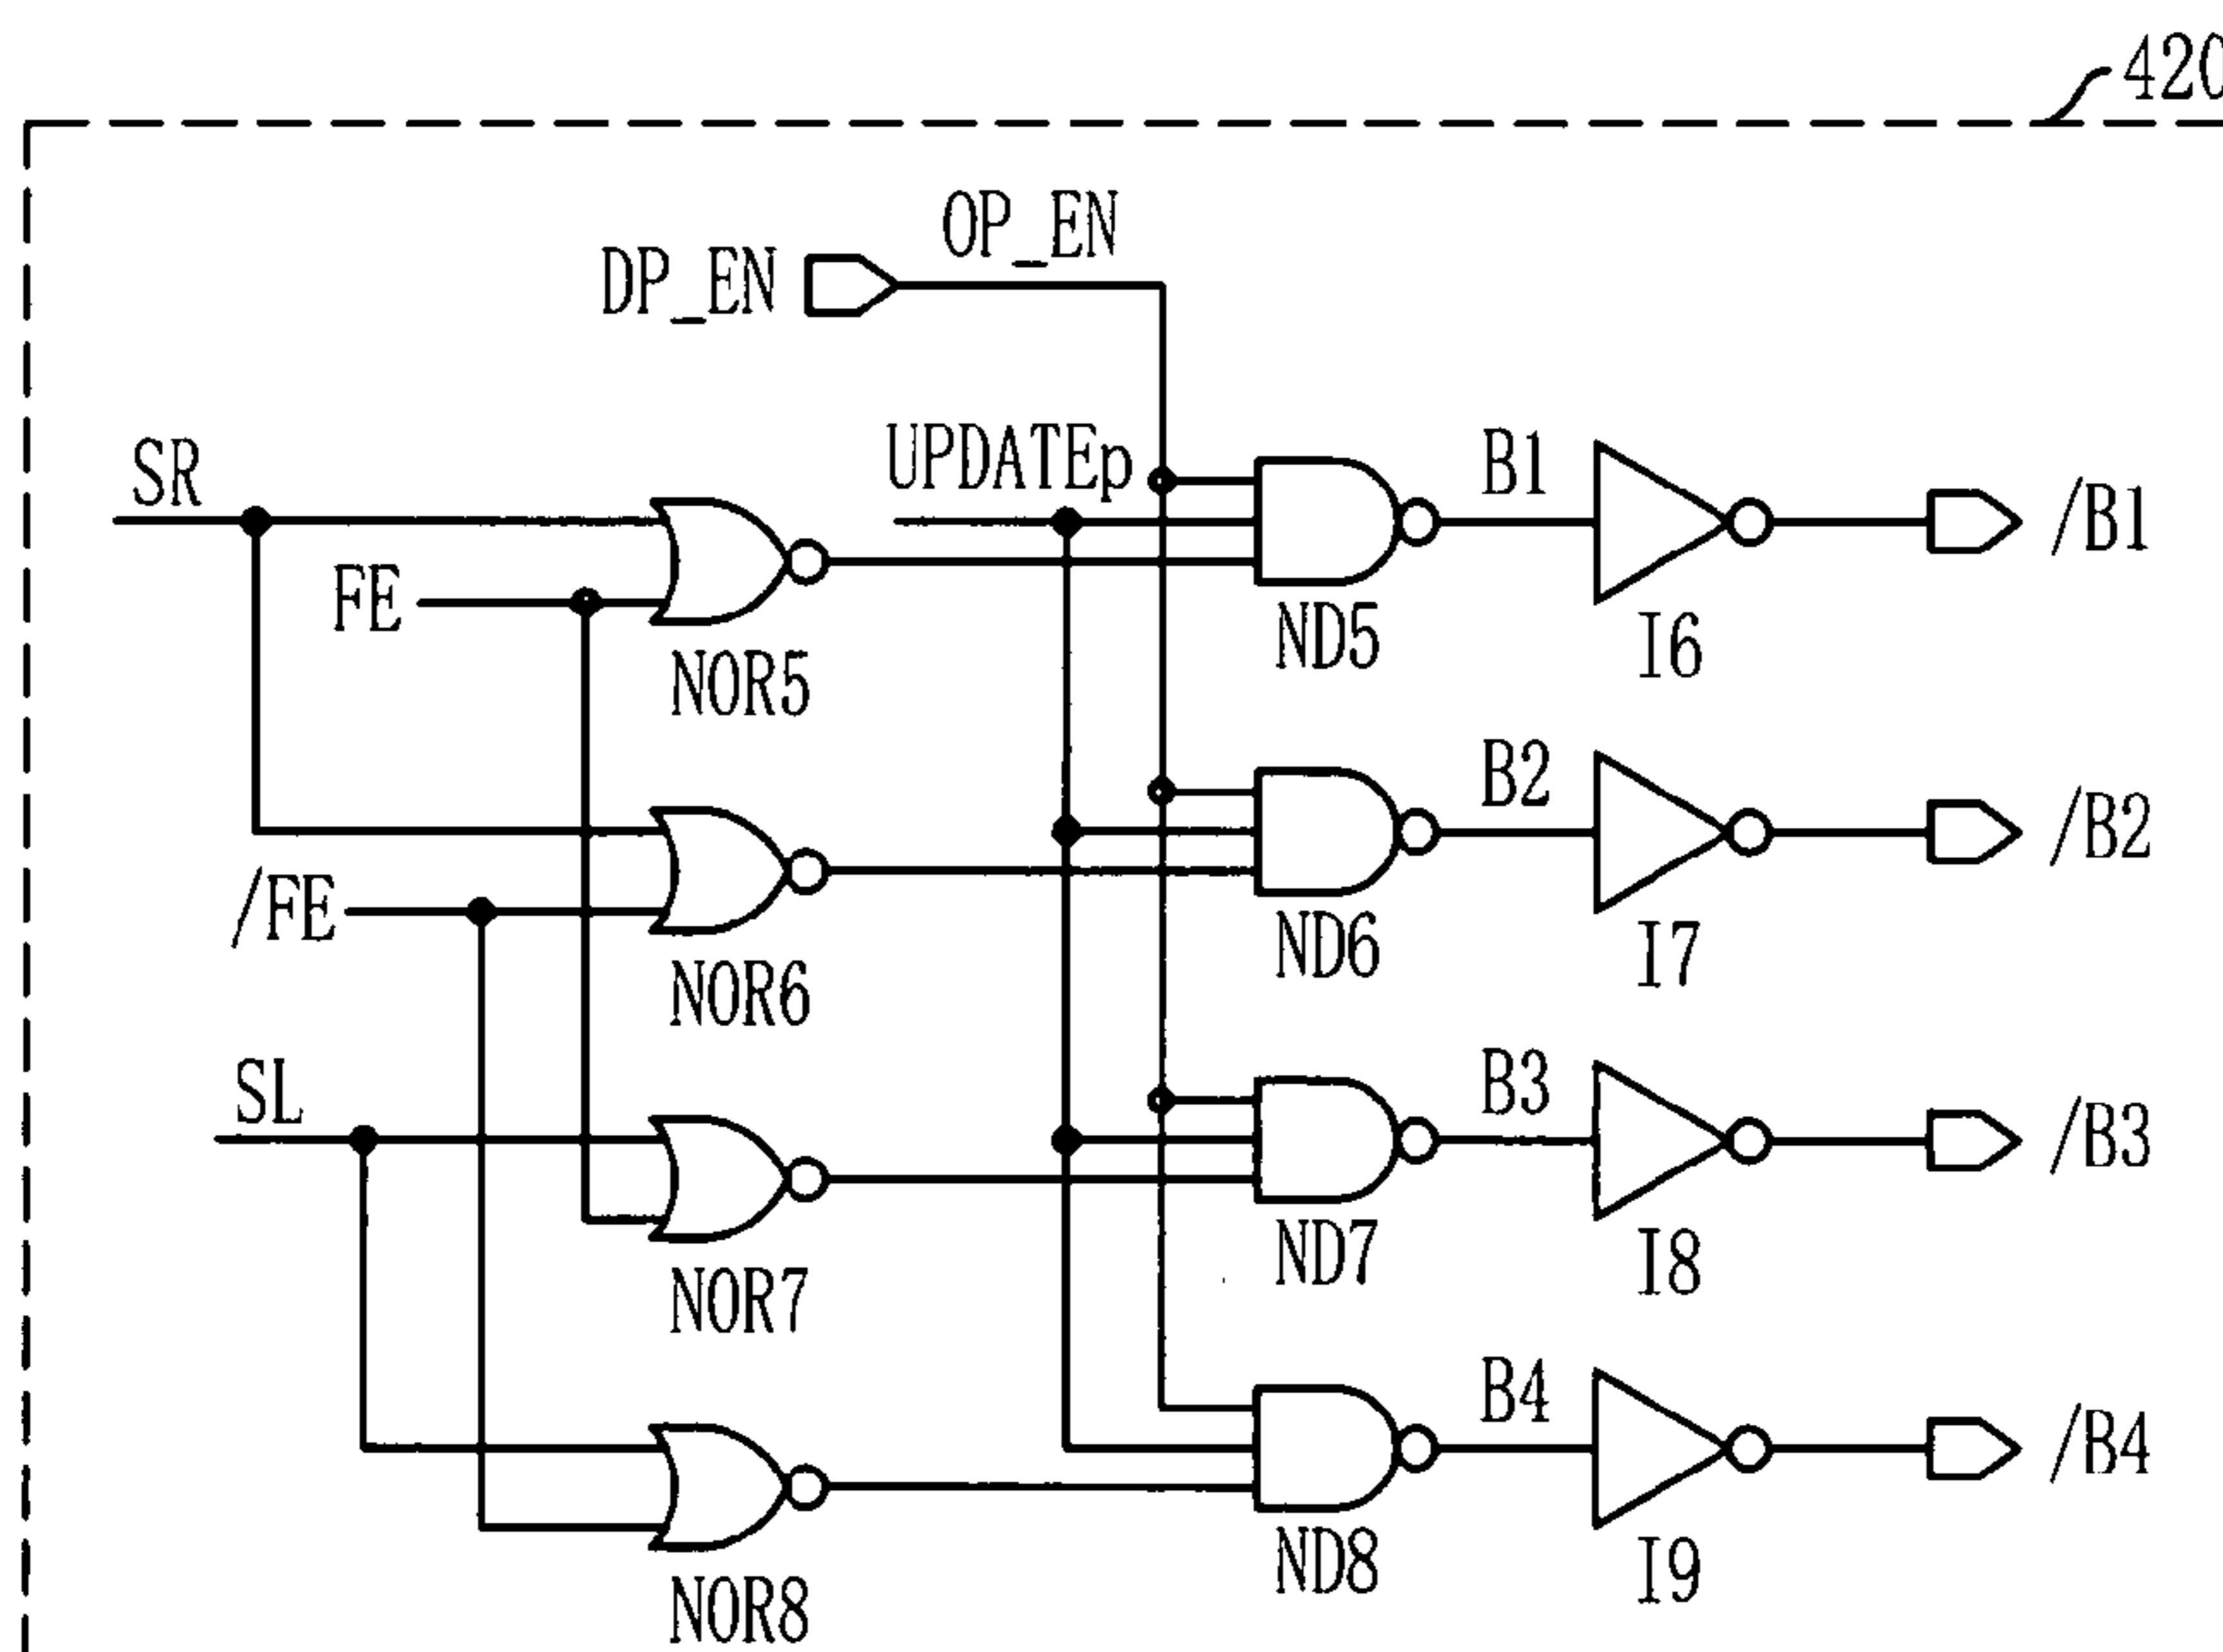 420
OP_EN
DP_EN
SR
UPDATEp
B1
/B1
FE
ND5
I6
NOR5
B2
/B2
/FE
ND6
I7
NOR6
SL
B3
/B3
ND7
I8
NOR7
B4
/B4
ND8
I9
NOR8